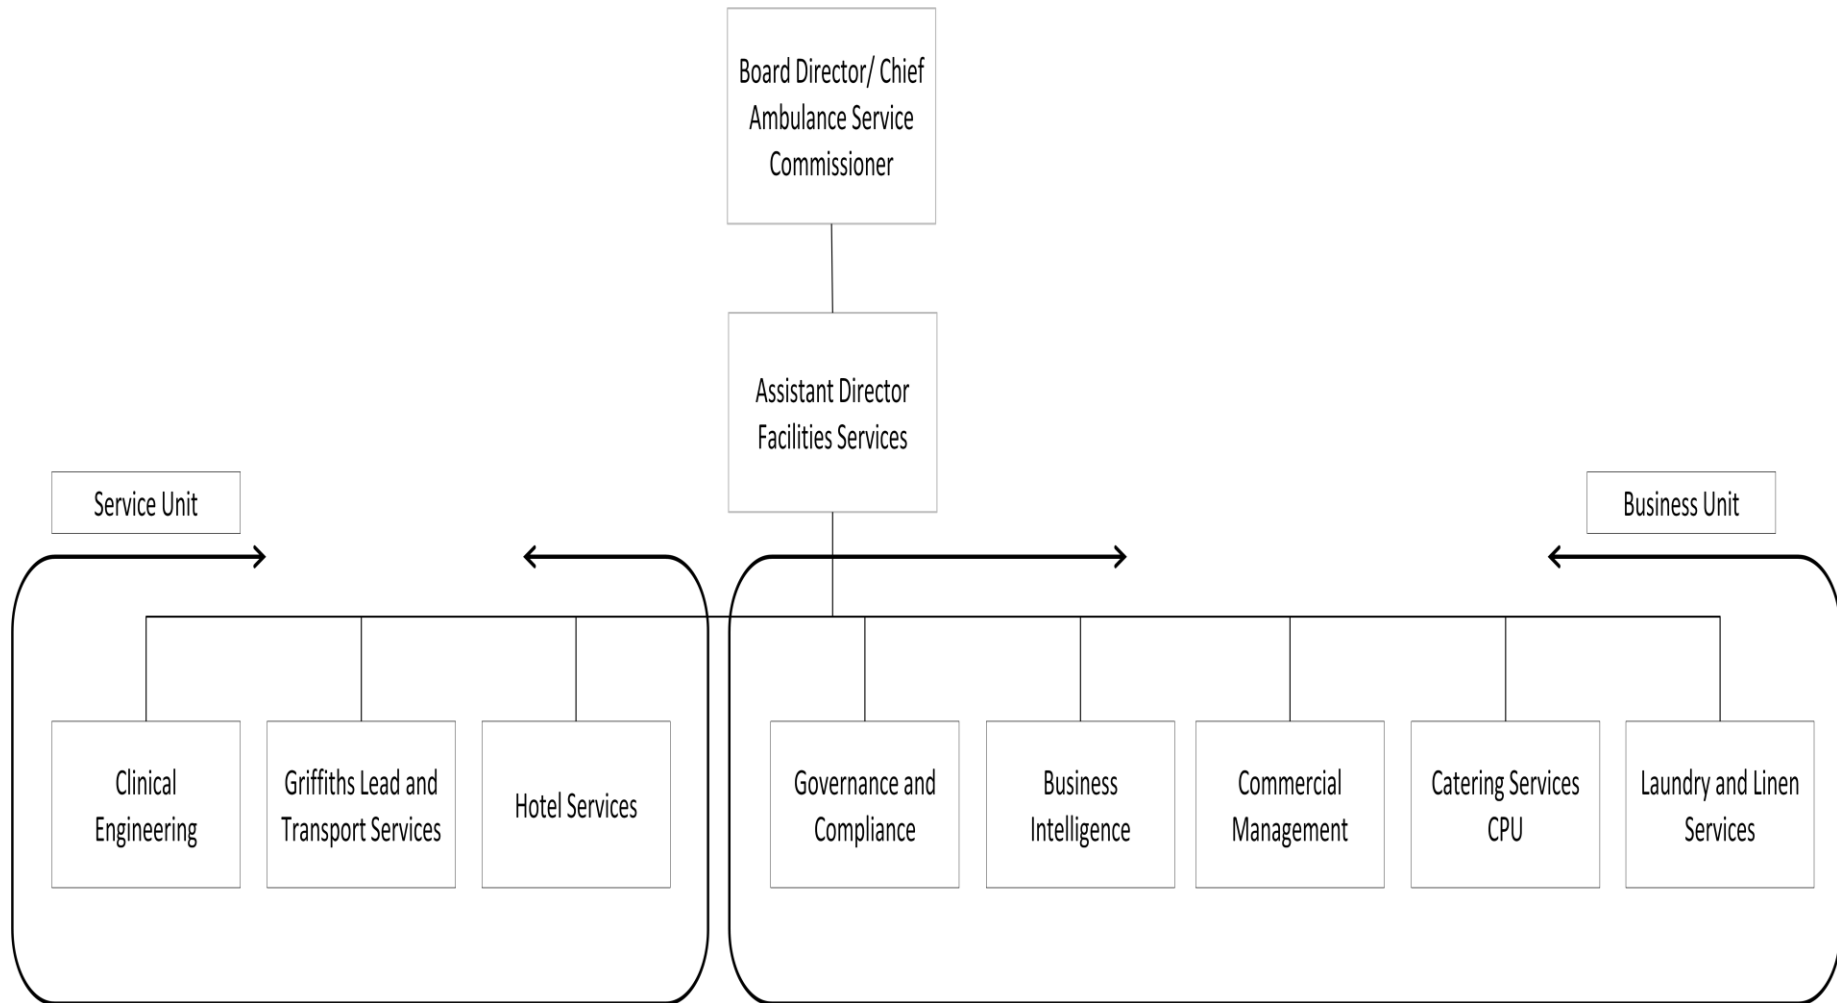 Board Director/ Chief
Ambulance Service
Commissioner
Assistant Director
Facilities Services
Service Unit
Business Unit
Clinical
Engineering
Griffiths Lead and
Transport Services
Hotel Services
Governance and
Compliance
Business
Intelligence
Commercial
Management
Catering Services
CPU
Laundry and Linen
Services